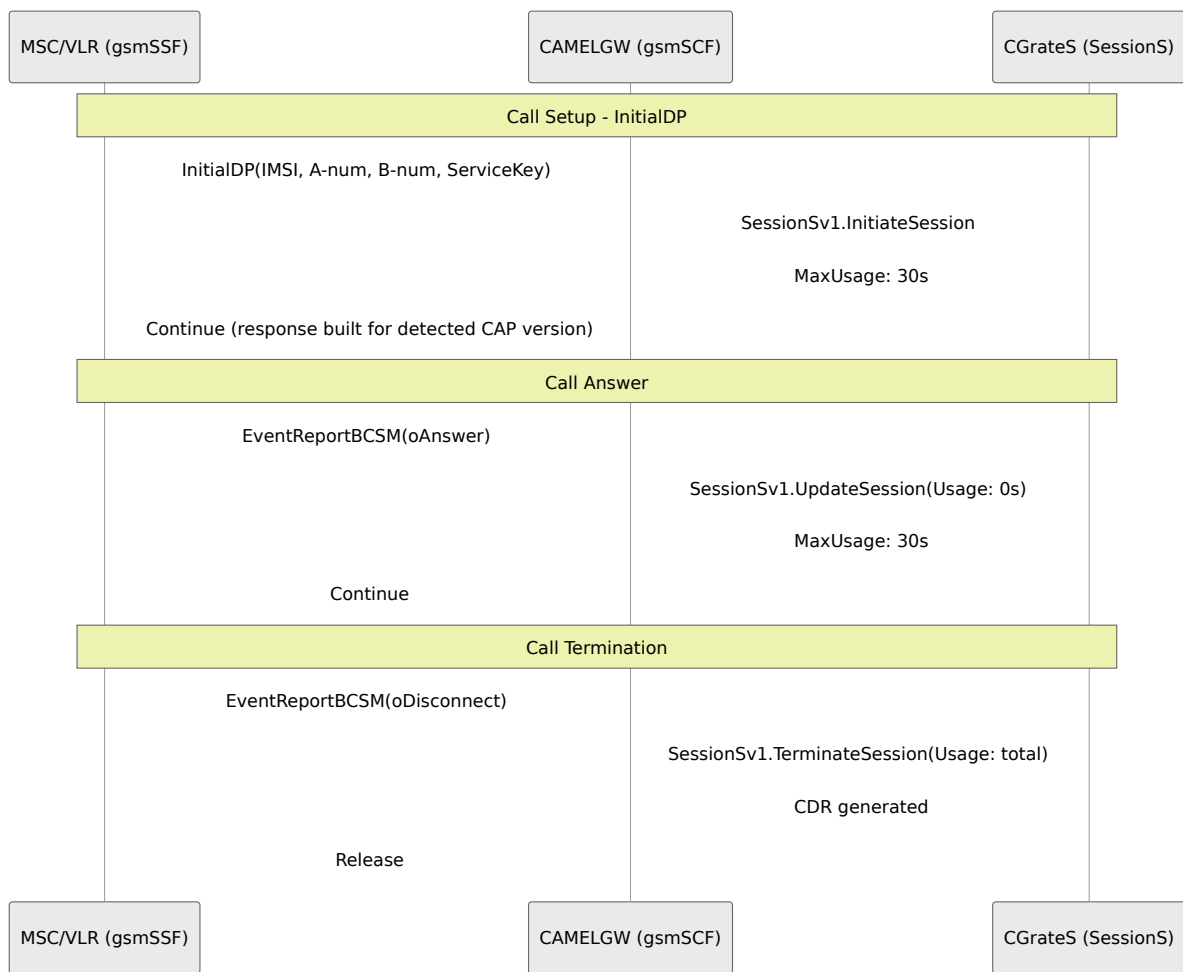 MSC/VLR (gsmSSF)
CAMELGW (gsmSCF)
CGrateS (SessionS)
Call Setup - InitialDP
InitialDP(IMSI, A-num, B-num, ServiceKey)
SessionSv1.InitiateSession
MaxUsage: 30s
Continue (response built for detected CAP version)
Call Answer
EventReportBCSM(oAnswer)
SessionSv1.UpdateSession(Usage: 0s)
MaxUsage: 30s
Continue
Call Termination
EventReportBCSM(oDisconnect)
SessionSv1.TerminateSession(Usage: total)
CDR generated
Release
MSC/VLR (gsmSSF)
CAMELGW (gsmSCF)
CGrateS (SessionS)